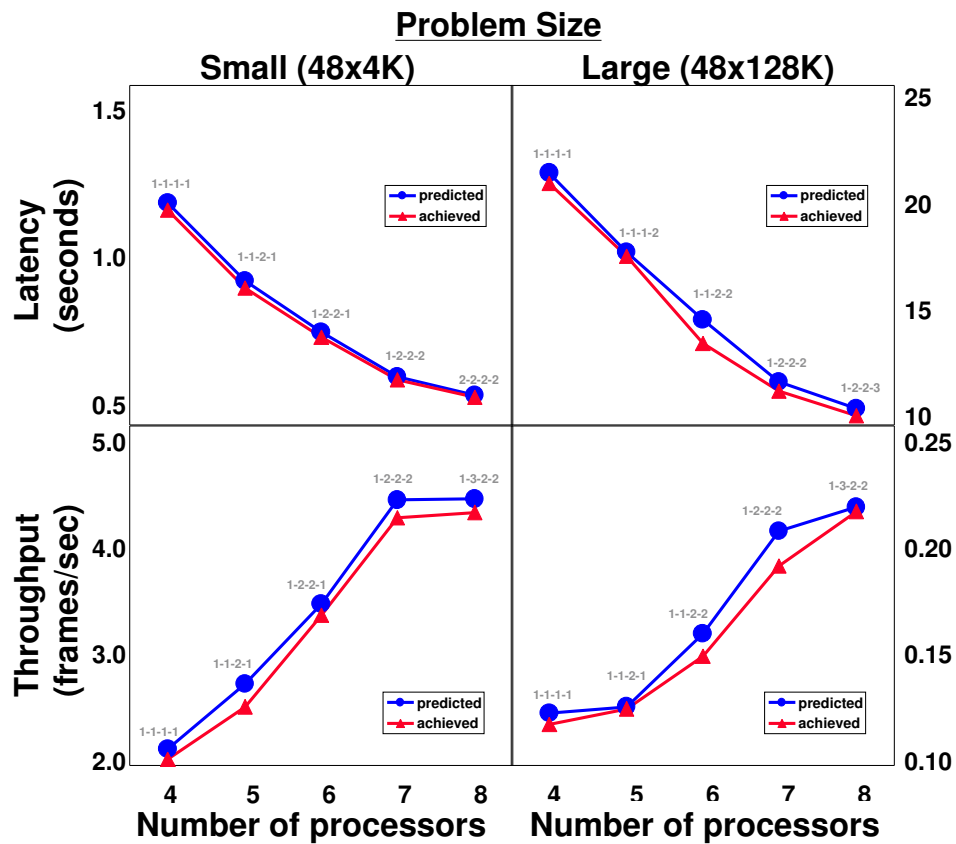 Problem Size
Small (48x4K)
Large (48x128K)
Latency
(seconds)
1.5
1.0
0.5
1-1-1-1
1-1-2-1
1-2-2-1
1-2-2-2
2-2-2-2
predicted
achieved
25
20
15
10
1-1-1-1
1-1-1-2
1-1-2-2
1-2-2-2
1-2-2-3
predicted
achieved
Throughput
(frames/sec)
5.0
4.0
3.0
2.0
1-1-1-1
1-1-2-1
1-2-2-1
1-2-2-2
1-3-2-2
predicted
achieved
0.25
0.20
0.15
0.10
1-1-1-1
1-1-2-1
1-1-2-2
1-2-2-2
1-3-2-2
predicted
achieved
4 5 6 7 8
4 5 6 7 8
Number of processors
Number of processors